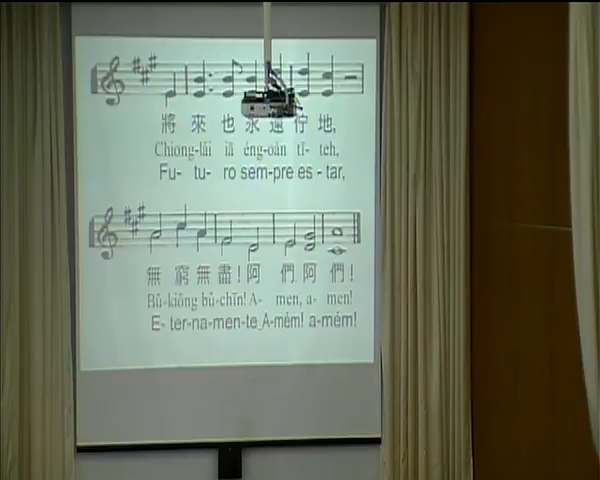 將 來 也 永 遠 佇 地,
Chiong-lâi iā éng-oán tī- teh,
Fu- tu- ro sem-pre es - tar,
無 窮 無 盡! 阿 們, 阿 們!
Bû-kiông bû-chīn! A- men, a- men!
E- ter-na-men-te A-mém! a-mém!